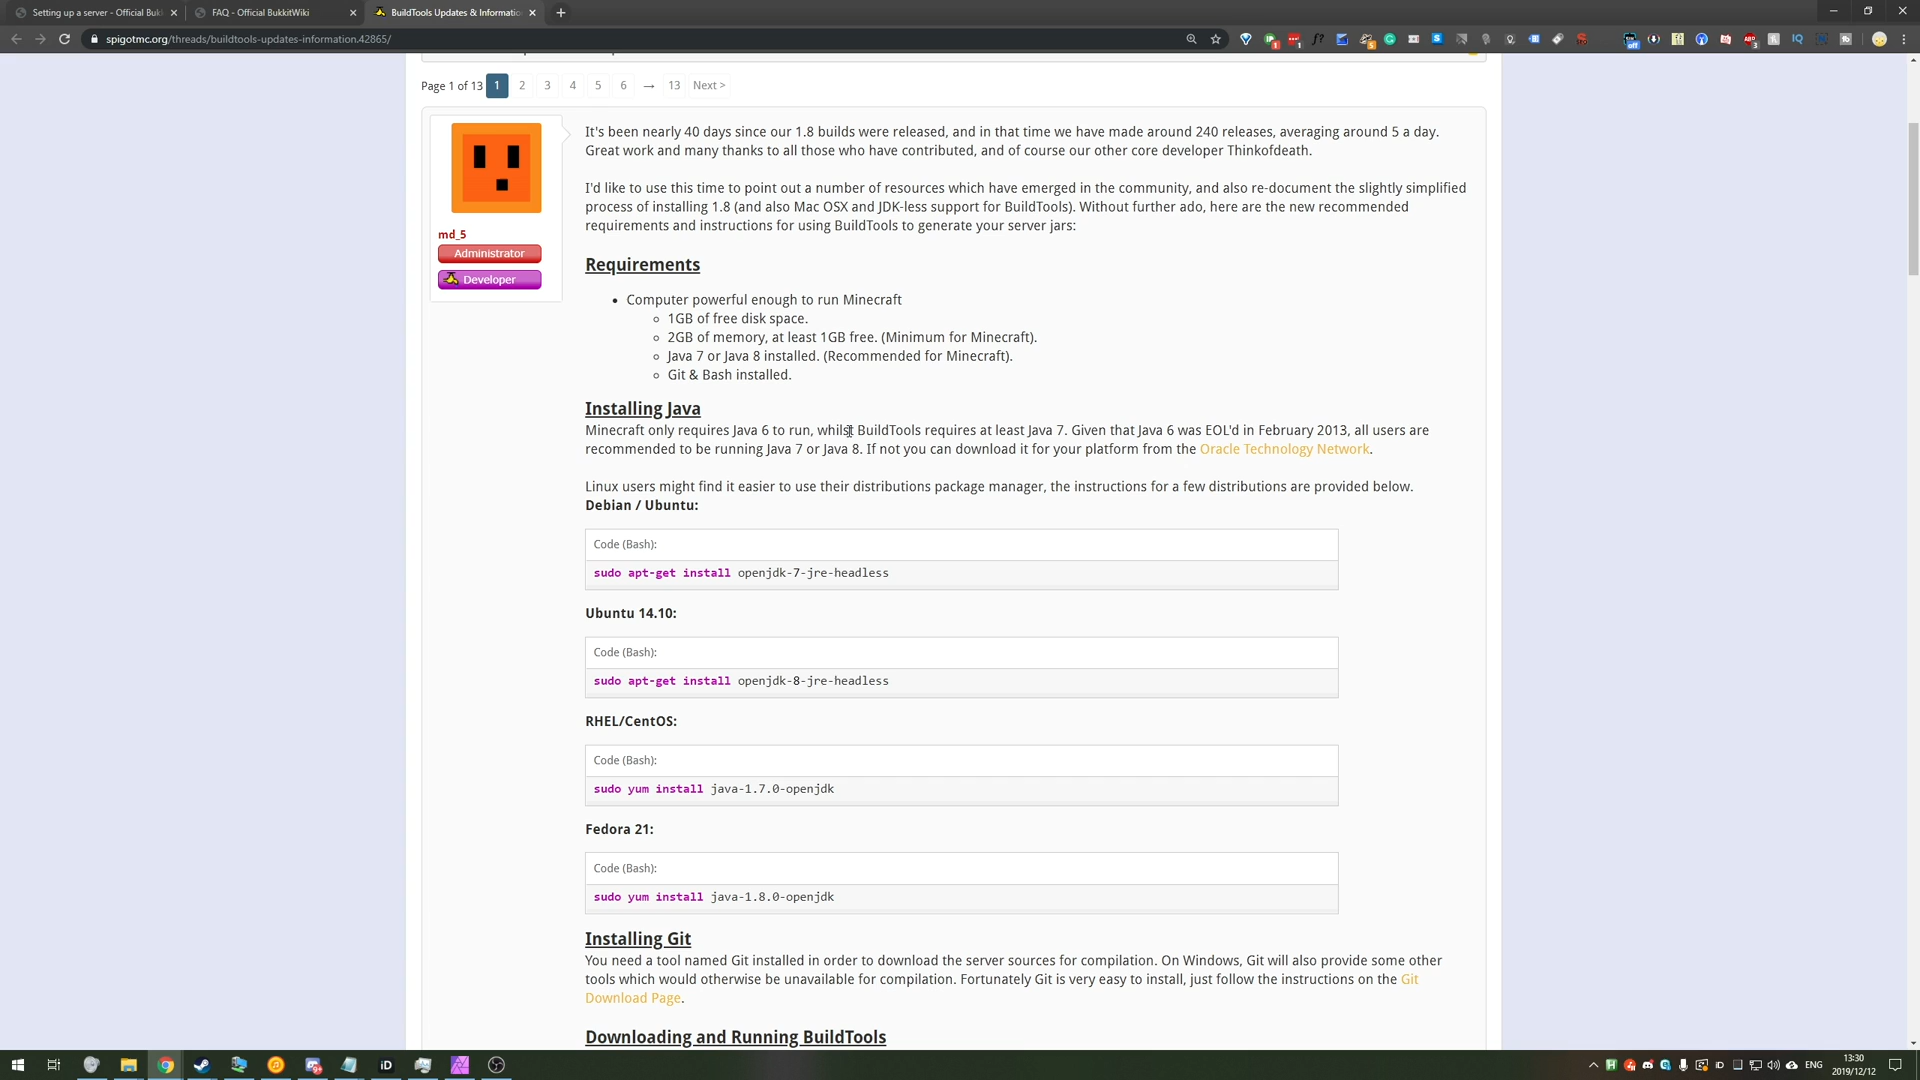 Setting up a server - Official Buk
FAQ - Official BukkitWiki
BuildTools Updates & Informatio
spigotmc.org/threads/buildtools-updates-information.42865/
Page 1 of 13 1 2 3 4 5 6 → 13 Next >
md_5
Administrator
Developer
It's been nearly 40 days since our 1.8 builds were released, and in that time we have made around 240 releases, averaging around 5 a day.
Great work and many thanks to all those who have contributed, and of course our other core developer Thinkofdeath.
I'd like to use this time to point out a number of resources which have emerged in the community, and also re-document the slightly simplified
process of installing 1.8 (and also Mac OSX and JDK-less support for BuildTools). Without further ado, here are the new recommended
requirements and instructions for using BuildTools to generate your server jars:
Requirements
• Computer powerful enough to run Minecraft
○ 1GB of free disk space.
○ 2GB of memory, at least 1GB free. (Minimum for Minecraft).
○ Java 7 or Java 8 installed. (Recommended for Minecraft).
○ Git & Bash installed.
Installing Java
Minecraft only requires Java 6 to run, whilst BuildTools requires at least Java 7. Given that Java 6 was EOL'd in February 2013, all users are
recommended to be running Java 7 or Java 8. If not you can download it for your platform from the Oracle Technology Network.
Linux users might find it easier to use their distributions package manager, the instructions for a few distributions are provided below.
Debian / Ubuntu:
Code (Bash):
sudo apt-get install openjdk-7-jre-headless
Ubuntu 14.10:
Code (Bash):
sudo apt-get install openjdk-8-jre-headless
RHEL/CentOS:
Code (Bash):
sudo yum install java-1.7.0-openjdk
Fedora 21:
Code (Bash):
sudo yum install java-1.8.0-openjdk
Installing Git
You need a tool named Git installed in order to download the server sources for compilation. On Windows, Git will also provide some other
tools which would otherwise be unavailable for compilation. Fortunately Git is very easy to install, just follow the instructions on the Git
Download Page.
Downloading and Running BuildTools
ENG
13:30
2019/12/12